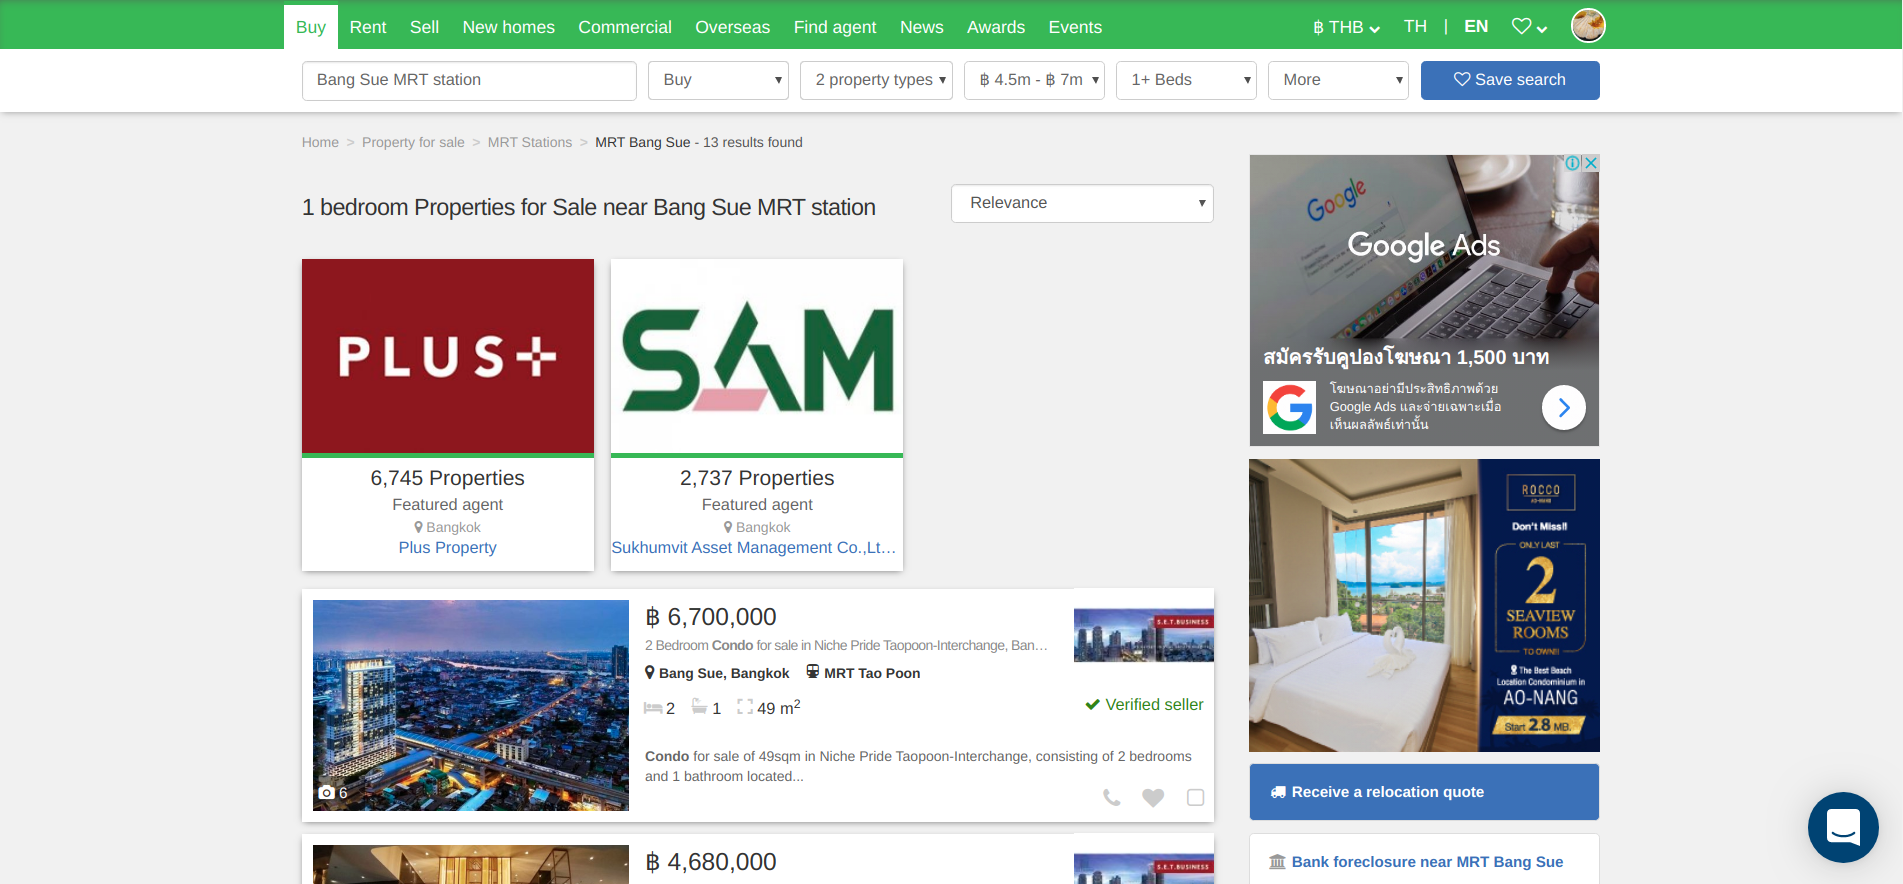 Buy Rent Sell New homes Commercial Overseas Find agent News Awards Events ฿ THB TH | EN
Bang Sue MRT station Buy 2 property types ฿ 4.5m - ฿ 7m 1+ Beds More Save search
Home > Property for sale > MRT Stations > MRT Bang Sue - 13 results found
1 bedroom Properties for Sale near Bang Sue MRT station
Relevance
PLUS+
6,745 Properties
Featured agent
Bangkok
Plus Property
SAM
2,737 Properties
Featured agent
Bangkok
Sukhumvit Asset Management Co.,Lt…
฿ 6,700,000
2 Bedroom Condo for sale in Niche Pride Taopoon-Interchange, Ban…
Bang Sue, Bangkok MRT Tao Poon
2 1 49 m²
S.E.T. BUSINESS
Verified seller
Condo for sale of 49sqm in Niche Pride Taopoon-Interchange, consisting of 2 bedrooms
and 1 bathroom located...
6
฿ 4,680,000
S.E.T. BUSINESS
Google
Google Ads
สมัครรับคูปองโฆษณา 1,500 บาท
โฆษณาอย่ามีประสิทธิภาพด้วย
Google Ads และจ่ายเฉพาะเมื่อ
เห็นผลลัพธ์เท่านั้น
ROCCO
AO-NANG
Don't Miss!!
ONLY LAST
2
SEAVIEW
ROOMS
TO OWN!!
The Best Beach
Location Condominium in
AO-NANG
Start 2.8 MB.
Receive a relocation quote
Bank foreclosure near MRT Bang Sue